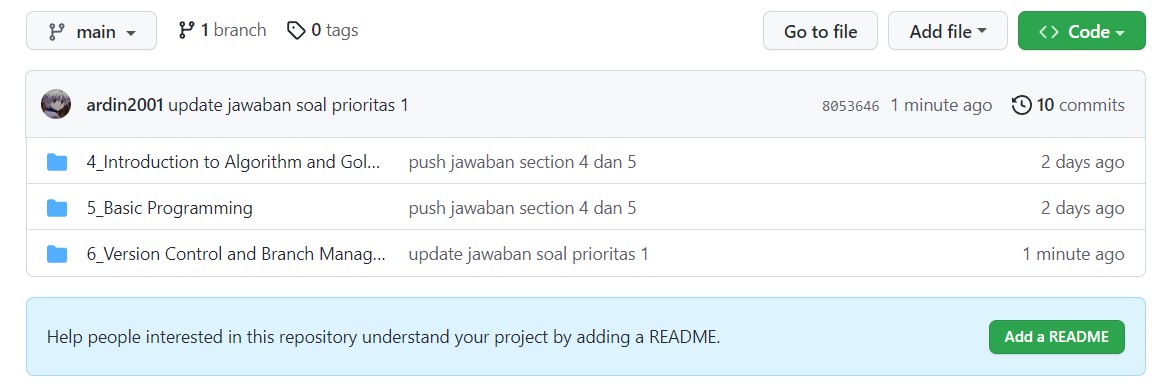 main 1 branch 0 tags Go to file Add file Code
ardin2001 update jawaban soal prioritas 1 8053646 1 minute ago 10 commits
4_Introduction to Algorithm and Gol... push jawaban section 4 dan 5 2 days ago
5_Basic Programming push jawaban section 4 dan 5 2 days ago
6_Version Control and Branch Manag... update jawaban soal prioritas 1 1 minute ago
Help people interested in this repository understand your project by adding a README. Add a README